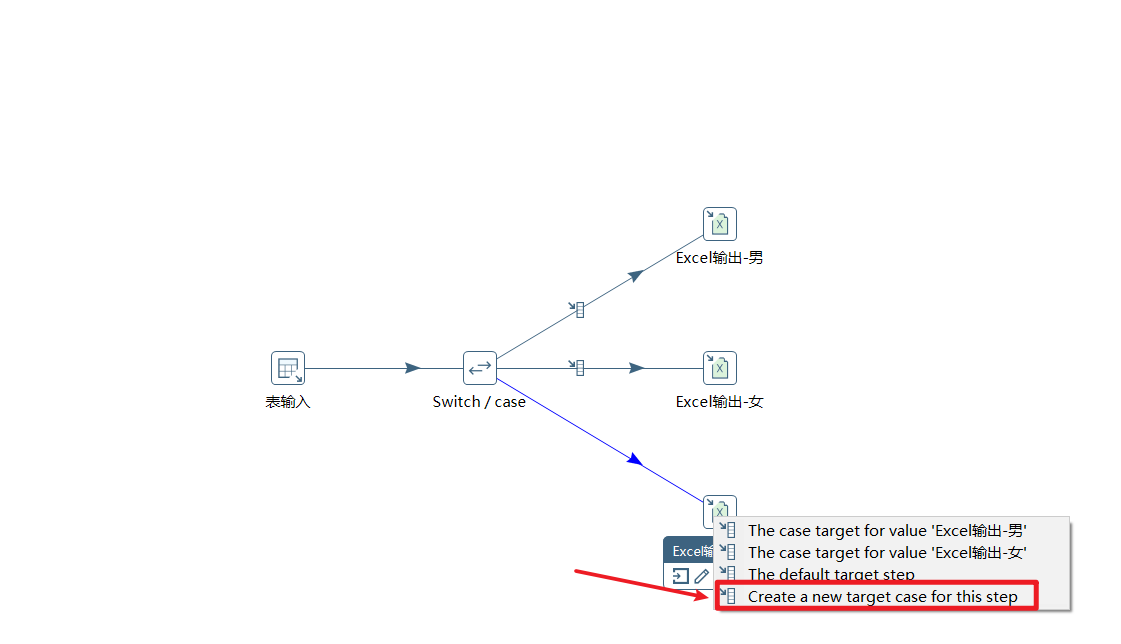 Excel输出-男
表输入
Switch / case
Excel输出-女
Excel输
The case target for value 'Excel输出-男'
The case target for value 'Excel输出-女'
The default target step
Create a new target case for this step